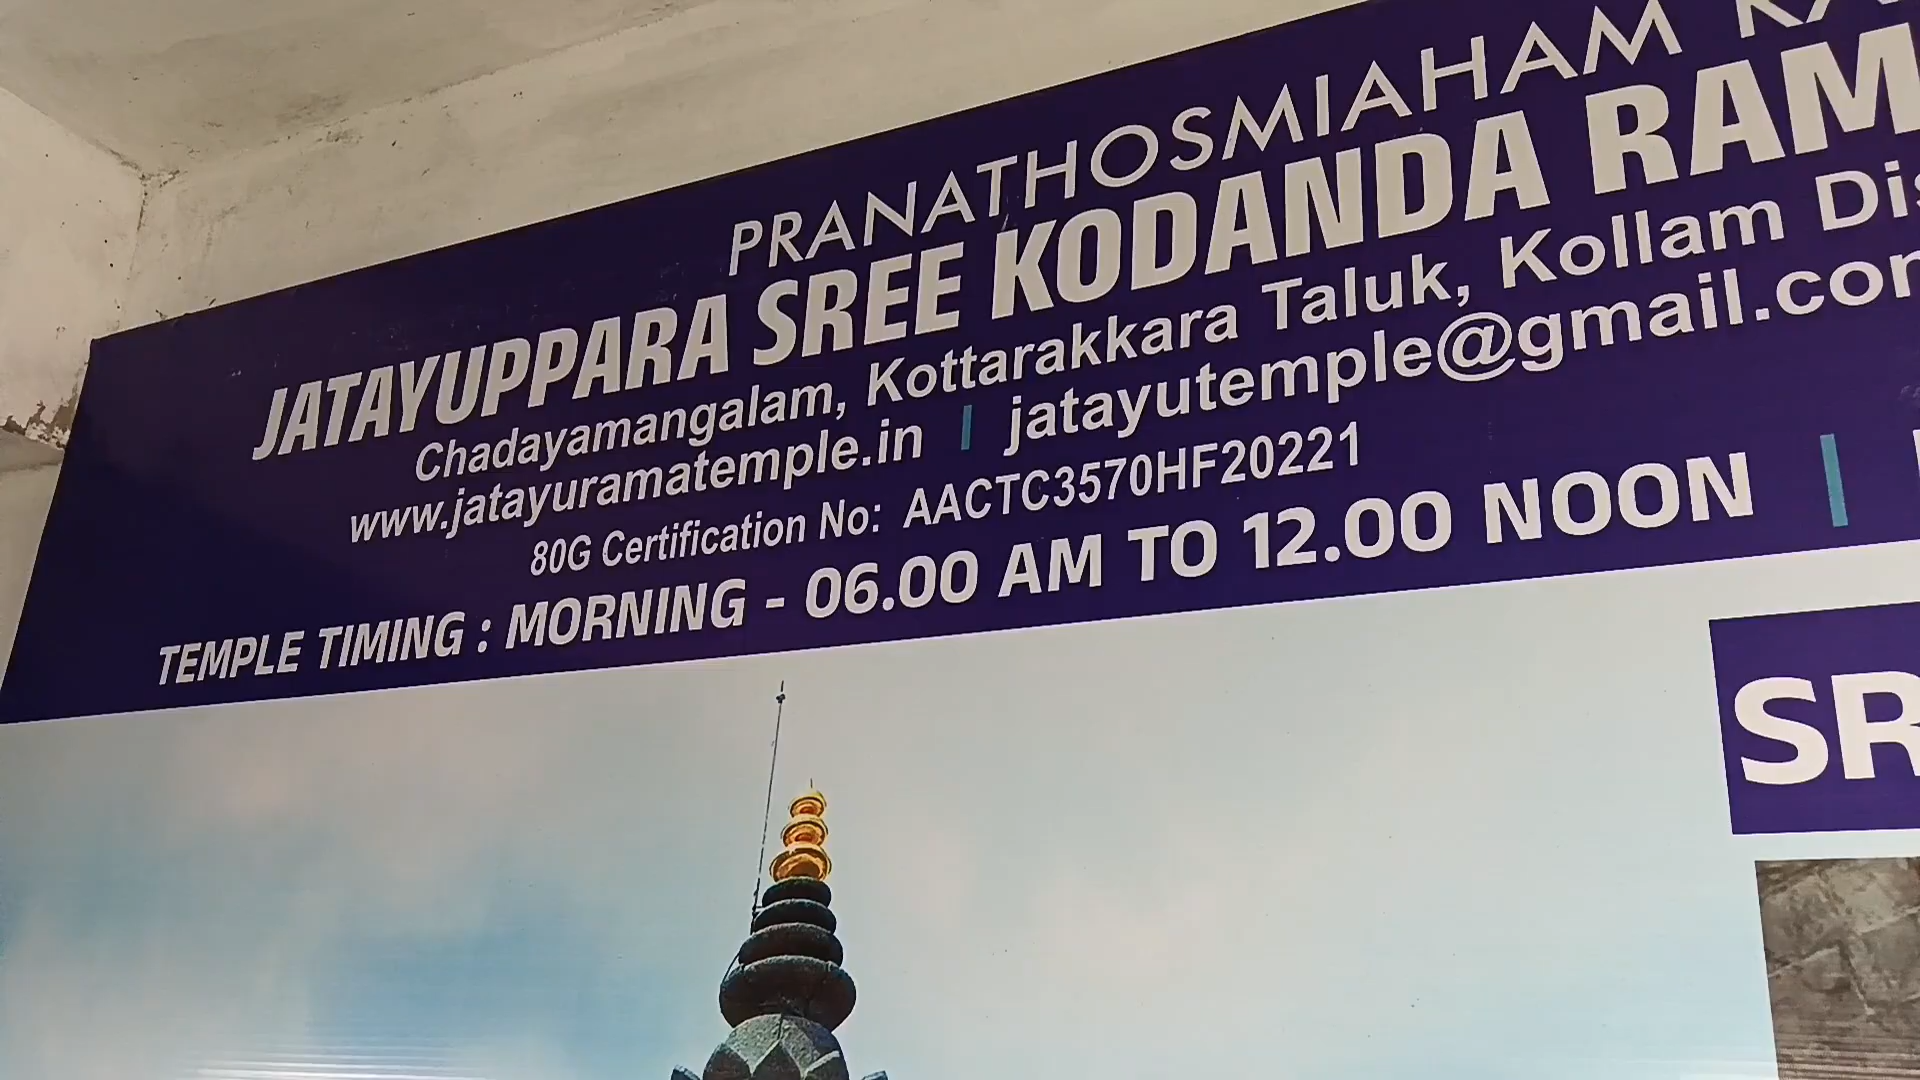 PRANATHOSMIAHAM
JATAYUPPARA SREE KODANDA RAM
Chadayamangalam, Kottarakkara Taluk, Kollam Dis
www.jatayuramatemple.in | jatayutemple@gmail.com
80G Certification No: AACTC3570HF20221
TEMPLE TIMING : MORNING - 06.00 AM TO 12.00 NOON |
SR